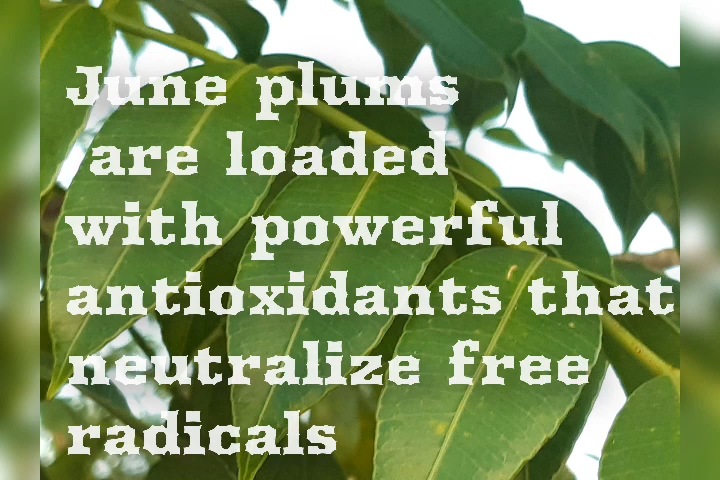 June plums
are loaded
with powerful
antioxidants that
neutralize free
radicals